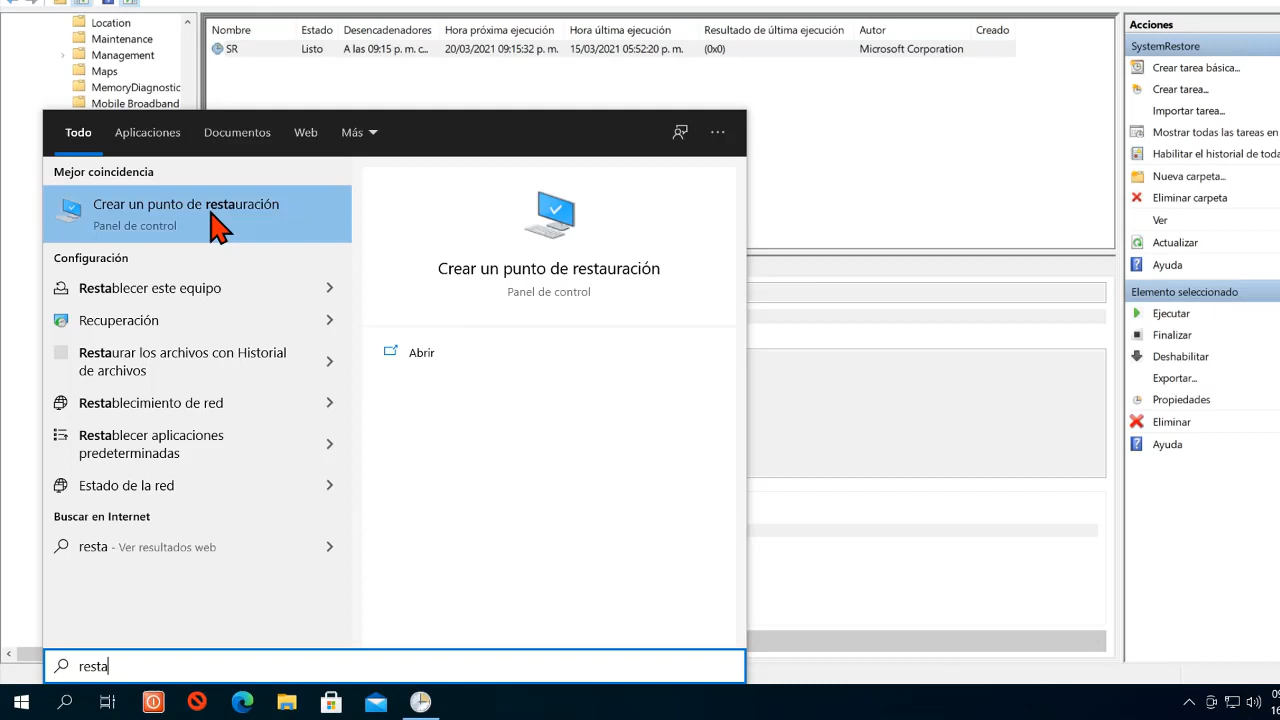 Location
Maintenance
Management
Maps
MemoryDiagnostic
Mobile Broadband
Nombre Estado Desencadenadores Hora próxima ejecución Hora última ejecución Resultado de última ejecución Autor Creado
SR Listo A las 09:15 p. m. c... 20/03/2021 09:15:32 p. m. 15/03/2021 05:52:20 p. m. (0x0) Microsoft Corporation
Acciones
SystemRestore
Crear tarea básica...
Crear tarea...
Importar tarea...
Mostrar todas las tareas en
Habilitar el historial de toda
Nueva carpeta...
Eliminar carpeta
Ver
Actualizar
Ayuda
Elemento seleccionado
Ejecutar
Finalizar
Deshabilitar
Exportar...
Propiedades
Eliminar
Ayuda
Todo Aplicaciones Documentos Web Más
Mejor coincidencia
Crear un punto de restauración
Panel de control
Configuración
Restablecer este equipo
Recuperación
Restaurar los archivos con Historial
de archivos
Restablecimiento de red
Restablecer aplicaciones
predeterminadas
Estado de la red
Buscar en Internet
resta - Ver resultados web
Crear un punto de restauración
Panel de control
Abrir
resta